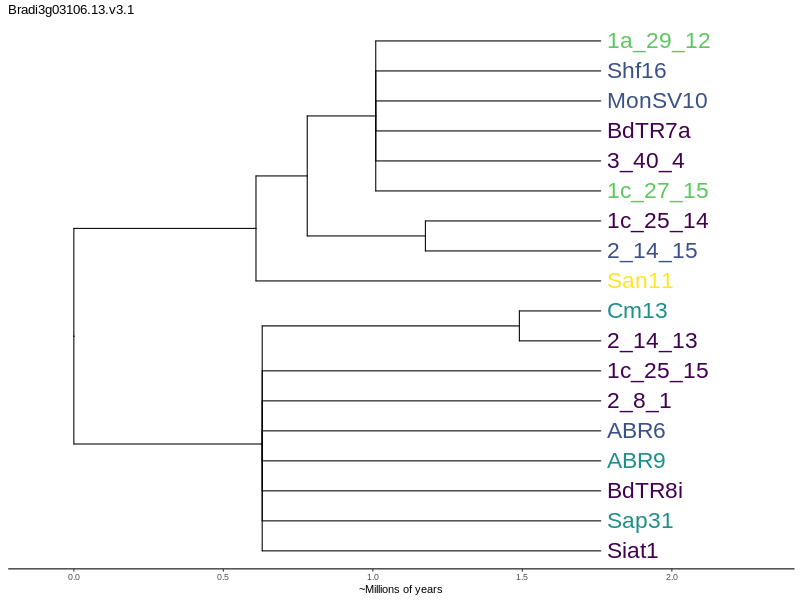 Bradi3g03106.13.v3.1
1a_29_12
Shf16
MonSV10
BdTR7a
3_40_4
1c_27_15
1c_25_14
2_14_15
San11
Cm13
2_14_13
1c_25_15
2_8_1
ABR6
ABR9
BdTR8i
Sap31
Siat1
0.0 0.5 1.0 1.5 2.0
~Millions of years